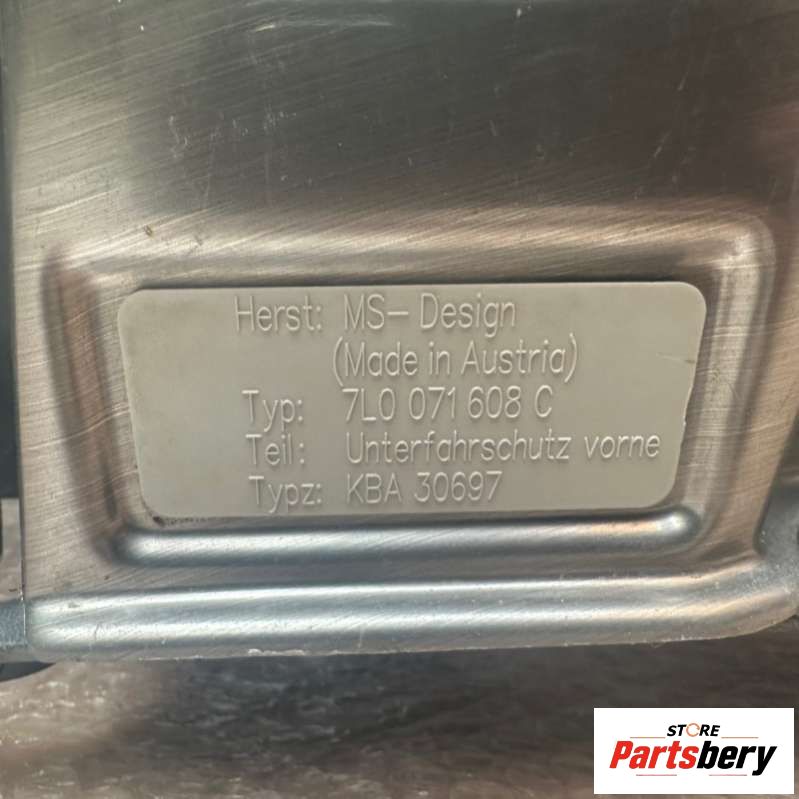 Herst: MS- Design
(Made in Austria)
Typ: 7L0 071 608 C
Teil: Unterfahrschutz vorne
Typz: KBA 30697
STORE
Partsbery